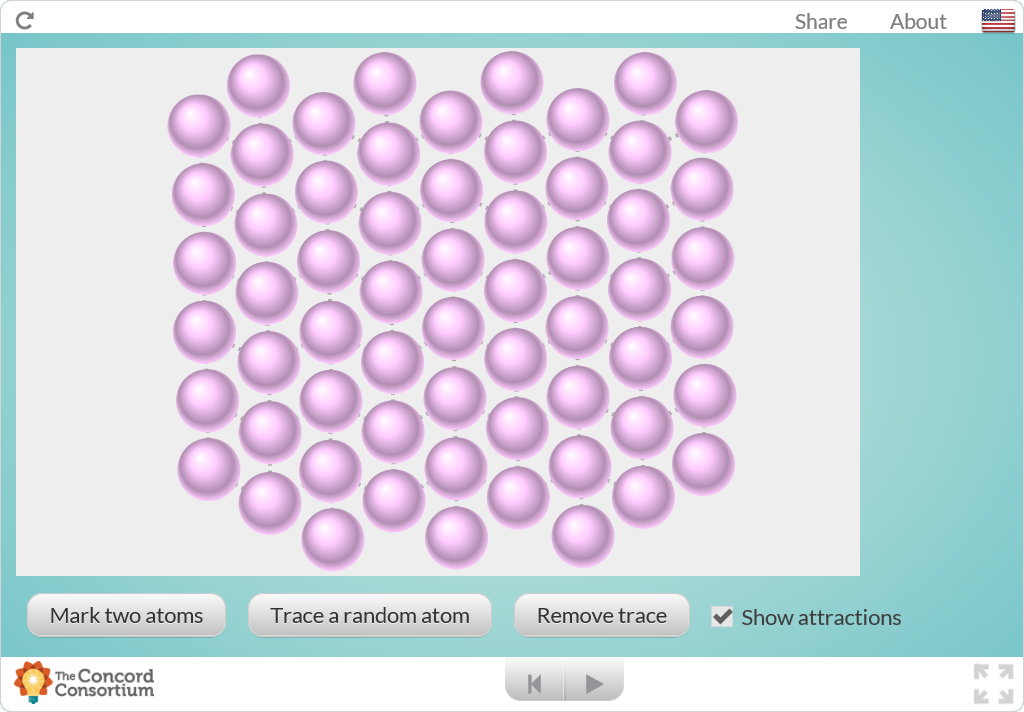 Share About
Mark two atoms Trace a random atom Remove trace Show attractions
The Concord
Consortium